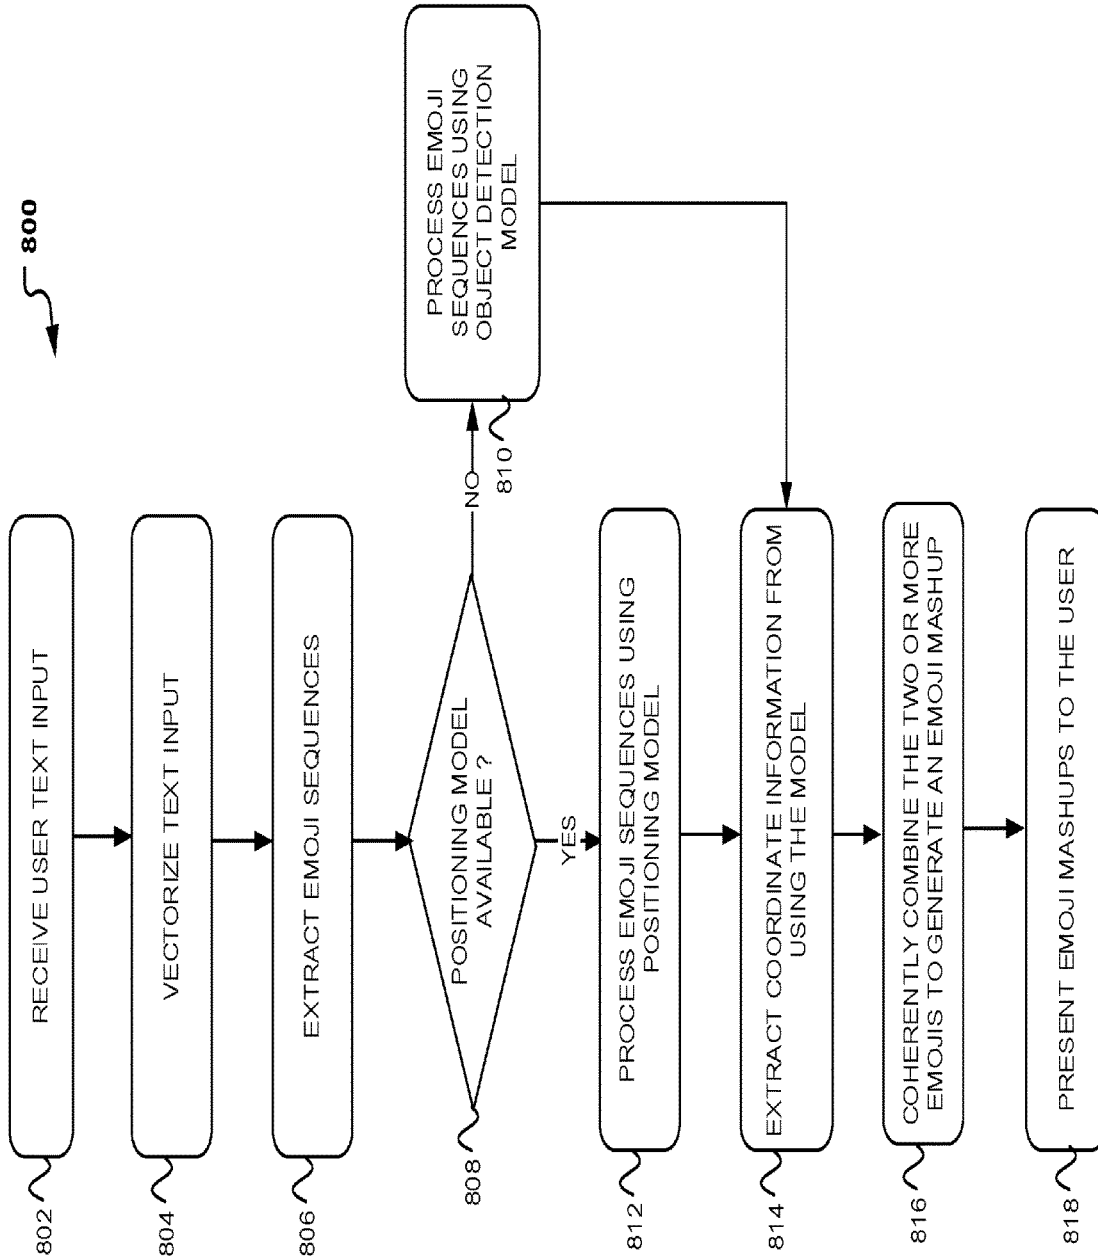 800
RECEIVE USER TEXT INPUT
802
VECTORIZE TEXT INPUT
804
EXTRACT EMOJI SEQUENCES
806
POSITIONING MODEL
AVAILABLE ?
808
NO
PROCESS EMOJI
SEQUENCES USING
OBJECT DETECTION
MODEL
810
YES
PROCESS EMOJI SEQUENCES USING
POSITIONING MODEL
812
EXTRACT COORDINATE INFORMATION FROM
USING THE MODEL
814
COHERENTLY COMBINE THE TWO OR MORE
EMOJIS TO GENERATE AN EMOJI MASHUP
816
PRESENT EMOJI MASHUPS TO THE USER
818